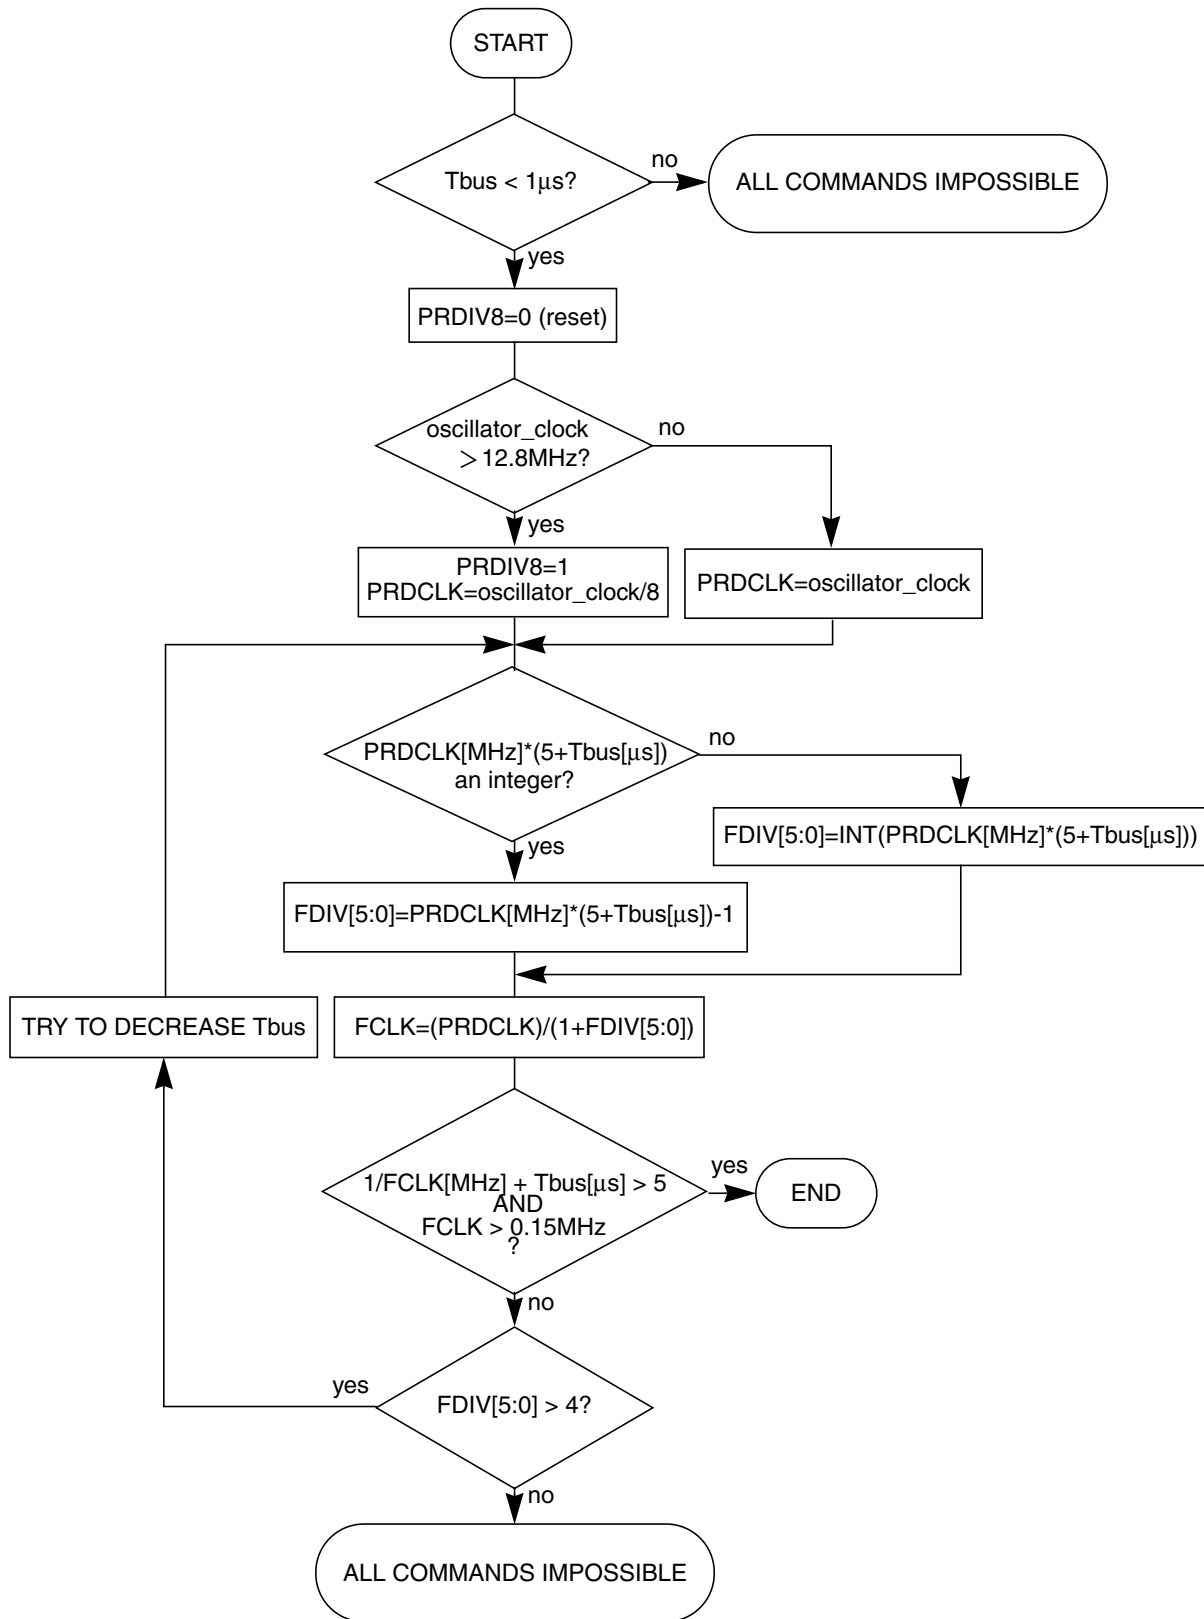 START
Tbus < 1μs?
no
ALL COMMANDS IMPOSSIBLE
yes
PRDIV8=0 (reset)
oscillator_clock
> 12.8MHz?
no
yes
PRDIV8=1
PRDCLK=oscillator_clock/8
PRDCLK=oscillator_clock
PRDCLK[MHz]*(5+Tbus[μs])
an integer?
no
yes
FDIV[5:0]=INT(PRDCLK[MHz]*(5+Tbus[μs]))
FDIV[5:0]=PRDCLK[MHz]*(5+Tbus[μs])-1
TRY TO DECREASE Tbus
FCLK=(PRDCLK)/(1+FDIV[5:0])
1/FCLK[MHz] + Tbus[μs] > 5
AND
FCLK > 0.15MHz
?
yes
END
no
FDIV[5:0] > 4?
yes
no
ALL COMMANDS IMPOSSIBLE